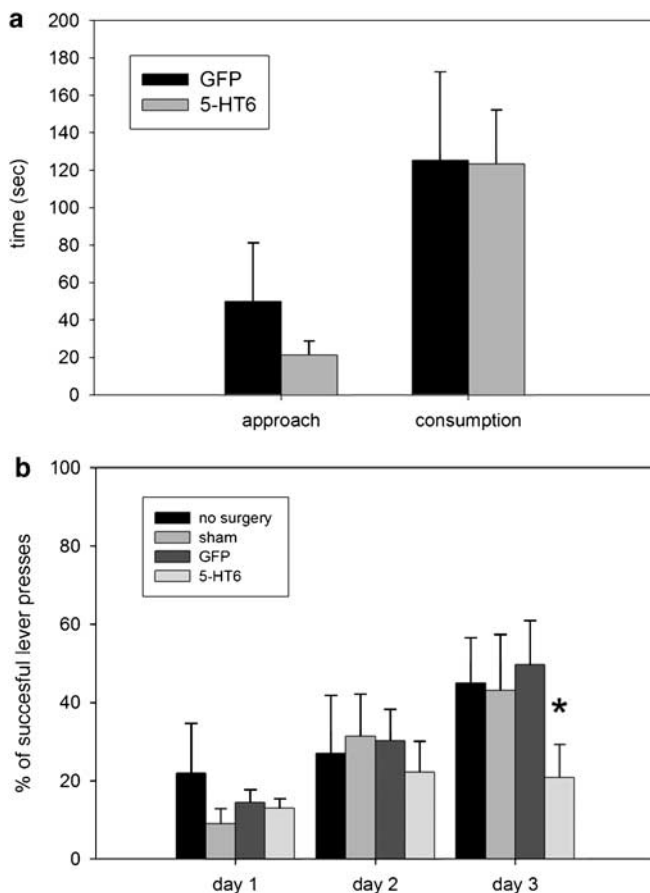 a
200
180
160
140
120
100
80
60
40
20
0
time (sec)
GFP
5-HT6
approach
consumption
b
100
80
60
40
20
0
% of succesful lever presses
no surgery
sham
GFP
5-HT6
*
day 1
day 2
day 3